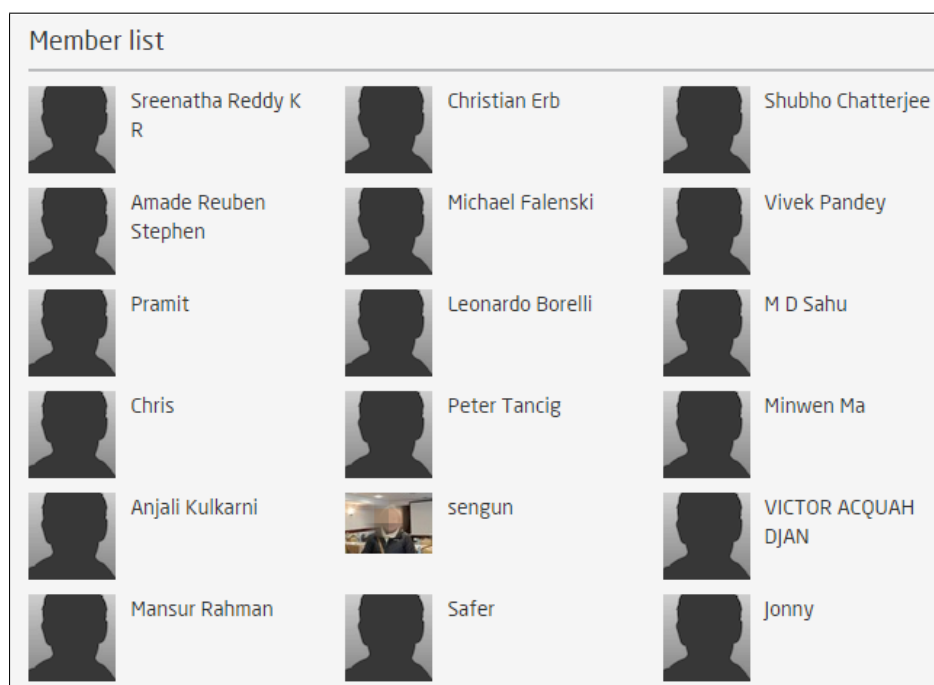 Member list
Sreenatha Reddy K
R
Christian Erb
Shubho Chatterjee
Amade Reuben
Stephen
Michael Falenski
Vivek Pandey
Pramit
Leonardo Borelli
M D Sahu
Chris
Peter Tancig
Minwen Ma
Anjali Kulkarni
sengun
VICTOR ACQUAH
DJAN
Mansur Rahman
Safer
Jonny